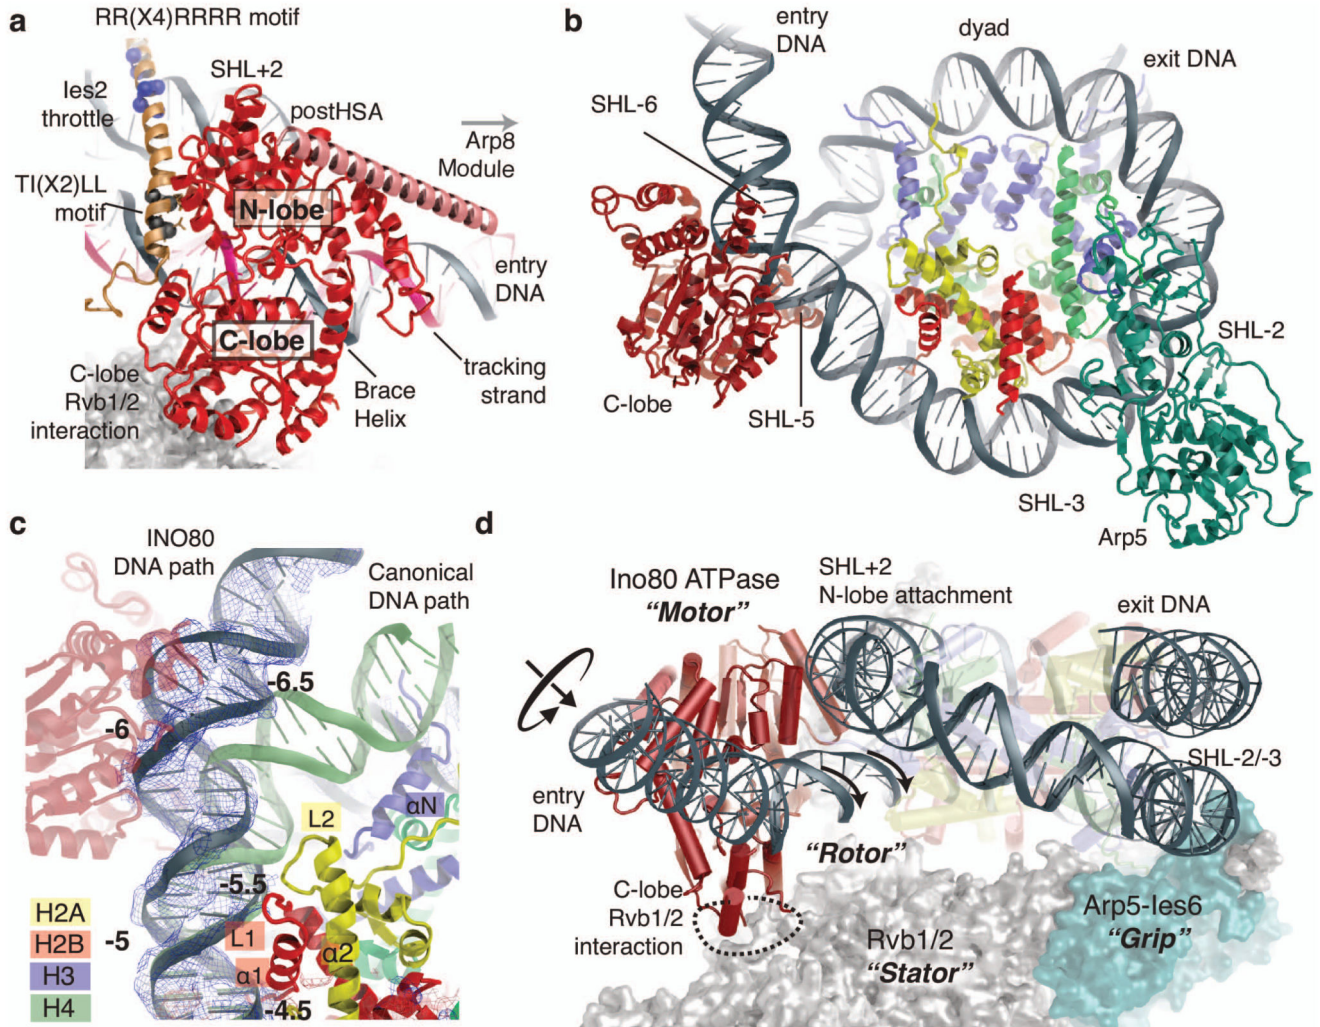 a
RR(X4)RRRR motif
SHL+2
Ies2
throttle
postHSA
Arp8
Module
TI(X2)LL
motif
N-lobe
entry
DNA
C-lobe
C-lobe
Rvb1/2
interaction
Brace
Helix
tracking
strand
b
entry
DNA
dyad
exit DNA
SHL-6
SHL-2
C-lobe
SHL-5
SHL-3
Arp5
c
INO80
DNA path
Canonical
DNA path
-6.5
-6
αN
L2
-5.5
H2A
H2B
H3
H4
-5
L1
α2
α1
-4.5
d
Ino80 ATPase
“Motor”
SHL+2
N-lobe attachment
exit DNA
SHL-2/-3
entry
DNA
“Rotor”
C-lobe
Rvb1/2
interaction
Rvb1/2
“Stator”
Arp5-Ies6
“Grip”